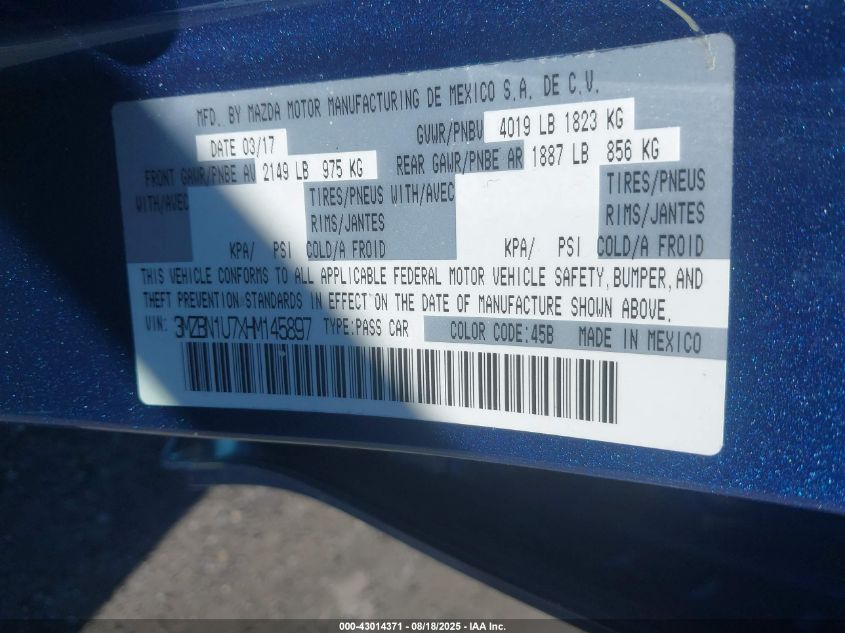 MFD. BY MAZDA MOTOR MANUFACTURING DE MEXICO S.A. DE C.V.
DATE 03/17 GVWR/PNBV 4019 LB 1823 KG
FRONT GAWR/PNBE AV 2149 LB 975 KG REAR GAWR/PNBE AR 1887 LB 856 KG
WITH/AVEC TIRES/PNEUS WITH/AVEC TIRES/PNEUS
RIMS/JANTES RIMS/JANTES
KPA/ PSI COLD/A FROID KPA/ PSI COLD/A FROID
THIS VEHICLE CONFORMS TO ALL APPLICABLE FEDERAL MOTOR VEHICLE SAFETY, BUMPER, AND
THEFT PREVENTION STANDARDS IN EFFECT ON THE DATE OF MANUFACTURE SHOWN ABOVE.
VIN: 3MZBN1U7XHM145897 TYPE:PASS CAR COLOR CODE:45B MADE IN MEXICO
000-43014371 - 08/18/2025 - IAA Inc.